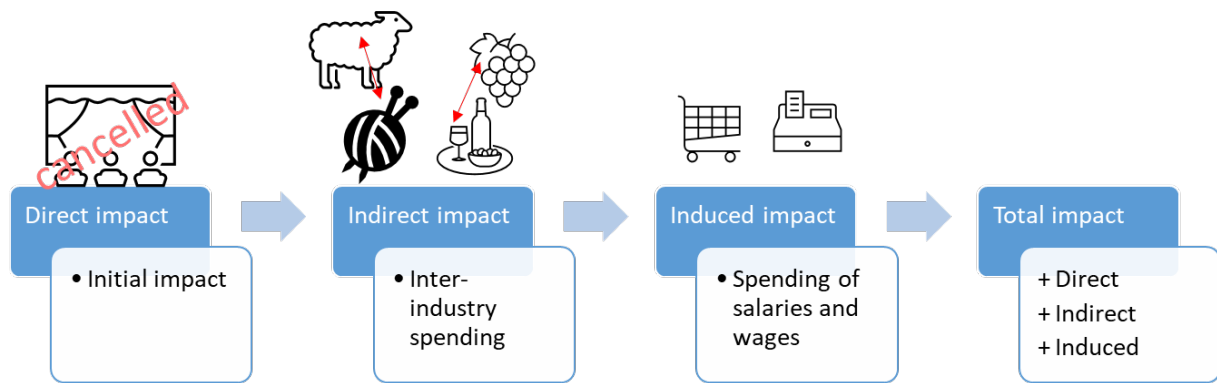 cancelled
Direct impact
• Initial impact
Indirect impact
• Inter-
industry
spending
Induced impact
• Spending of
salaries and
wages
Total impact
+ Direct
+ Indirect
+ Induced